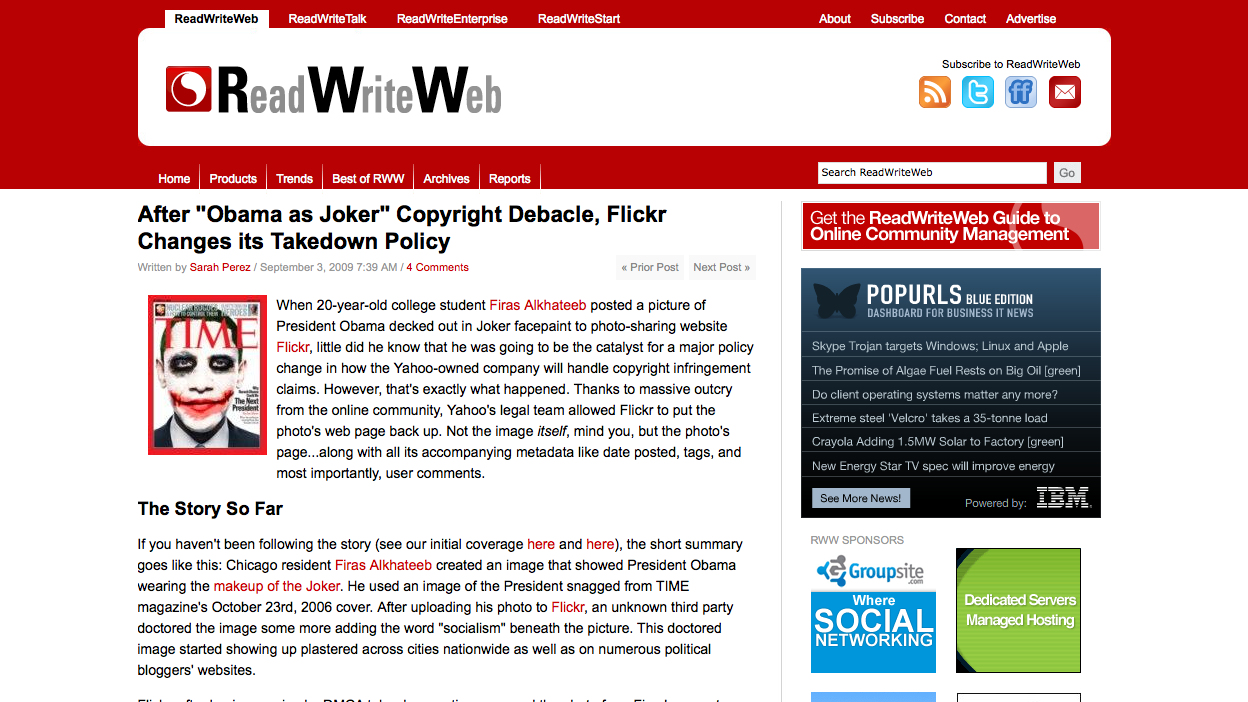 ReadWriteWeb ReadWriteTalk ReadWriteEnterprise ReadWriteStart About Subscribe Contact Advertise
Subscribe to ReadWriteWeb
ReadWriteWeb
Home Products Trends Best of RWW Archives Reports Search ReadWriteWeb Go
After "Obama as Joker" Copyright Debacle, Flickr
Changes its Takedown Policy
Written by Sarah Perez / September 3, 2009 7:39 AM / 4 Comments « Prior Post Next Post »
TIME
The Next
President
When 20-year-old college student Firas Alkhateeb posted a picture of
President Obama decked out in Joker facepaint to photo-sharing website
Flickr, little did he know that he was going to be the catalyst for a major policy
change in how the Yahoo-owned company will handle copyright infringement
claims. However, that's exactly what happened. Thanks to massive outcry
from the online community, Yahoo's legal team allowed Flickr to put the
photo's web page back up. Not the image itself, mind you, but the photo's
page...along with all its accompanying metadata like date posted, tags, and
most importantly, user comments.
The Story So Far
If you haven't been following the story (see our initial coverage here and here), the short summary
goes like this: Chicago resident Firas Alkhateeb created an image that showed President Obama
wearing the makeup of the Joker. He used an image of the President snagged from TIME
magazine's October 23rd, 2006 cover. After uploading his photo to Flickr, an unknown third party
doctored the image some more adding the word "socialism" beneath the picture. This doctored
image started showing up plastered across cities nationwide as well as on numerous political
bloggers' websites.
Get the ReadWriteWeb Guide to
Online Community Management
POPURLS BLUE EDITION
DASHBOARD FOR BUSINESS IT NEWS
Skype Trojan targets Windows; Linux and Apple
The Promise of Algae Fuel Rests on Big Oil [green]
Do client operating systems matter any more?
Extreme steel 'Velcro' takes a 35-tonne load
Crayola Adding 1.5MW Solar to Factory [green]
New Energy Star TV spec will improve energy
See More News! Powered by: IBM
RWW SPONSORS
Groupsite
.com
Where
SOCIAL
NETWORKING
Dedicated Servers
Managed Hosting